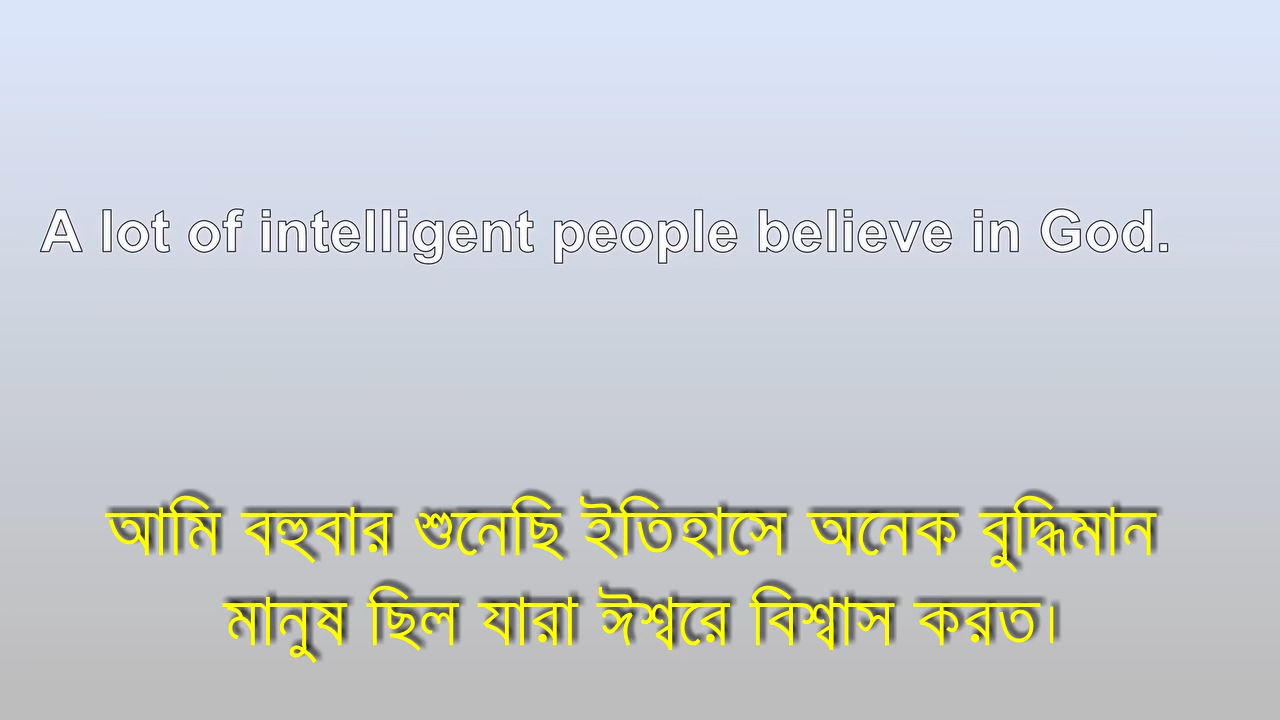 A lot of intelligent people believe in God.
আমি বহুবার শুনেছি ইতিহাসে অনেক বুদ্ধিমান
মানুষ ছিল যারা ঈশ্বরে বিশ্বাস করত।